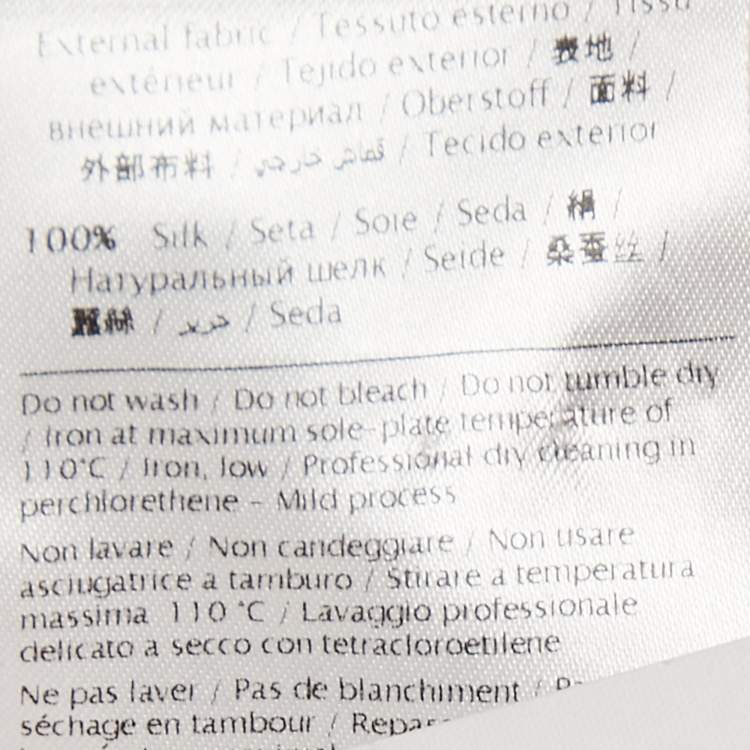 External fabric / Tessuto esterno / Tissu
extérieur / Tejido exterior / 表地 /
внешний материал / Oberstoff / 面料 /
外部布料 / قماش خارجي / Tecido exterior
100% Silk / Seta / Soie / Seda / 絹 /
Натуральный шелк / Seide / 桑蚕丝 /
蠶絲 / حرير / Seda
Do not wash / Do not bleach / Do not tumble dry
/ Iron at maximum sole-plate temperature of
110°C / Iron, low / Professional dry cleaning in
perchlorethene - Mild process
Non lavare / Non candeggiare / Non usare
asciugatrice a tamburo / Stirare a temperatura
massima 110 °C / Lavaggio professionale
delicato a secco con tetracloroetilene
Ne pas laver / Pas de blanchiment /
séchage en tambour /